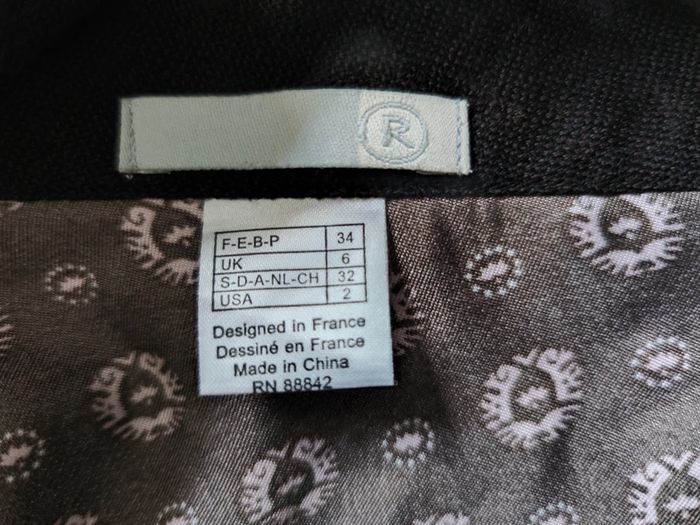 R
F-E-B-P 34
UK 6
S-D-A-NL-CH 32
USA 2
Designed in France
Dessiné en France
Made in China
RN 88842